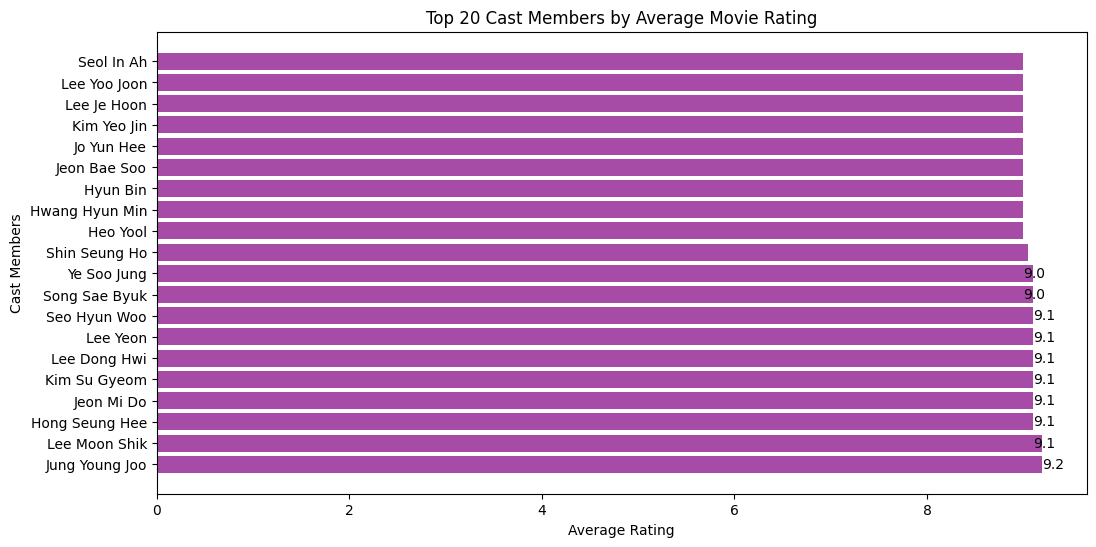 Top 20 Cast Members by Average Movie Rating
Cast Members
Seol In Ah
Lee Yoo Joon
Lee Je Hoon
Kim Yeo Jin
Jo Yun Hee
Jeon Bae Soo
Hyun Bin
Hwang Hyun Min
Heo Yool
Shin Seung Ho
Ye Soo Jung 9.0
Song Sae Byuk 9.0
Seo Hyun Woo 9.1
Lee Yeon 9.1
Lee Dong Hwi 9.1
Kim Su Gyeom 9.1
Jeon Mi Do 9.1
Hong Seung Hee 9.1
Lee Moon Shik 9.1
Jung Young Joo 9.2
0 2 4 6 8
Average Rating